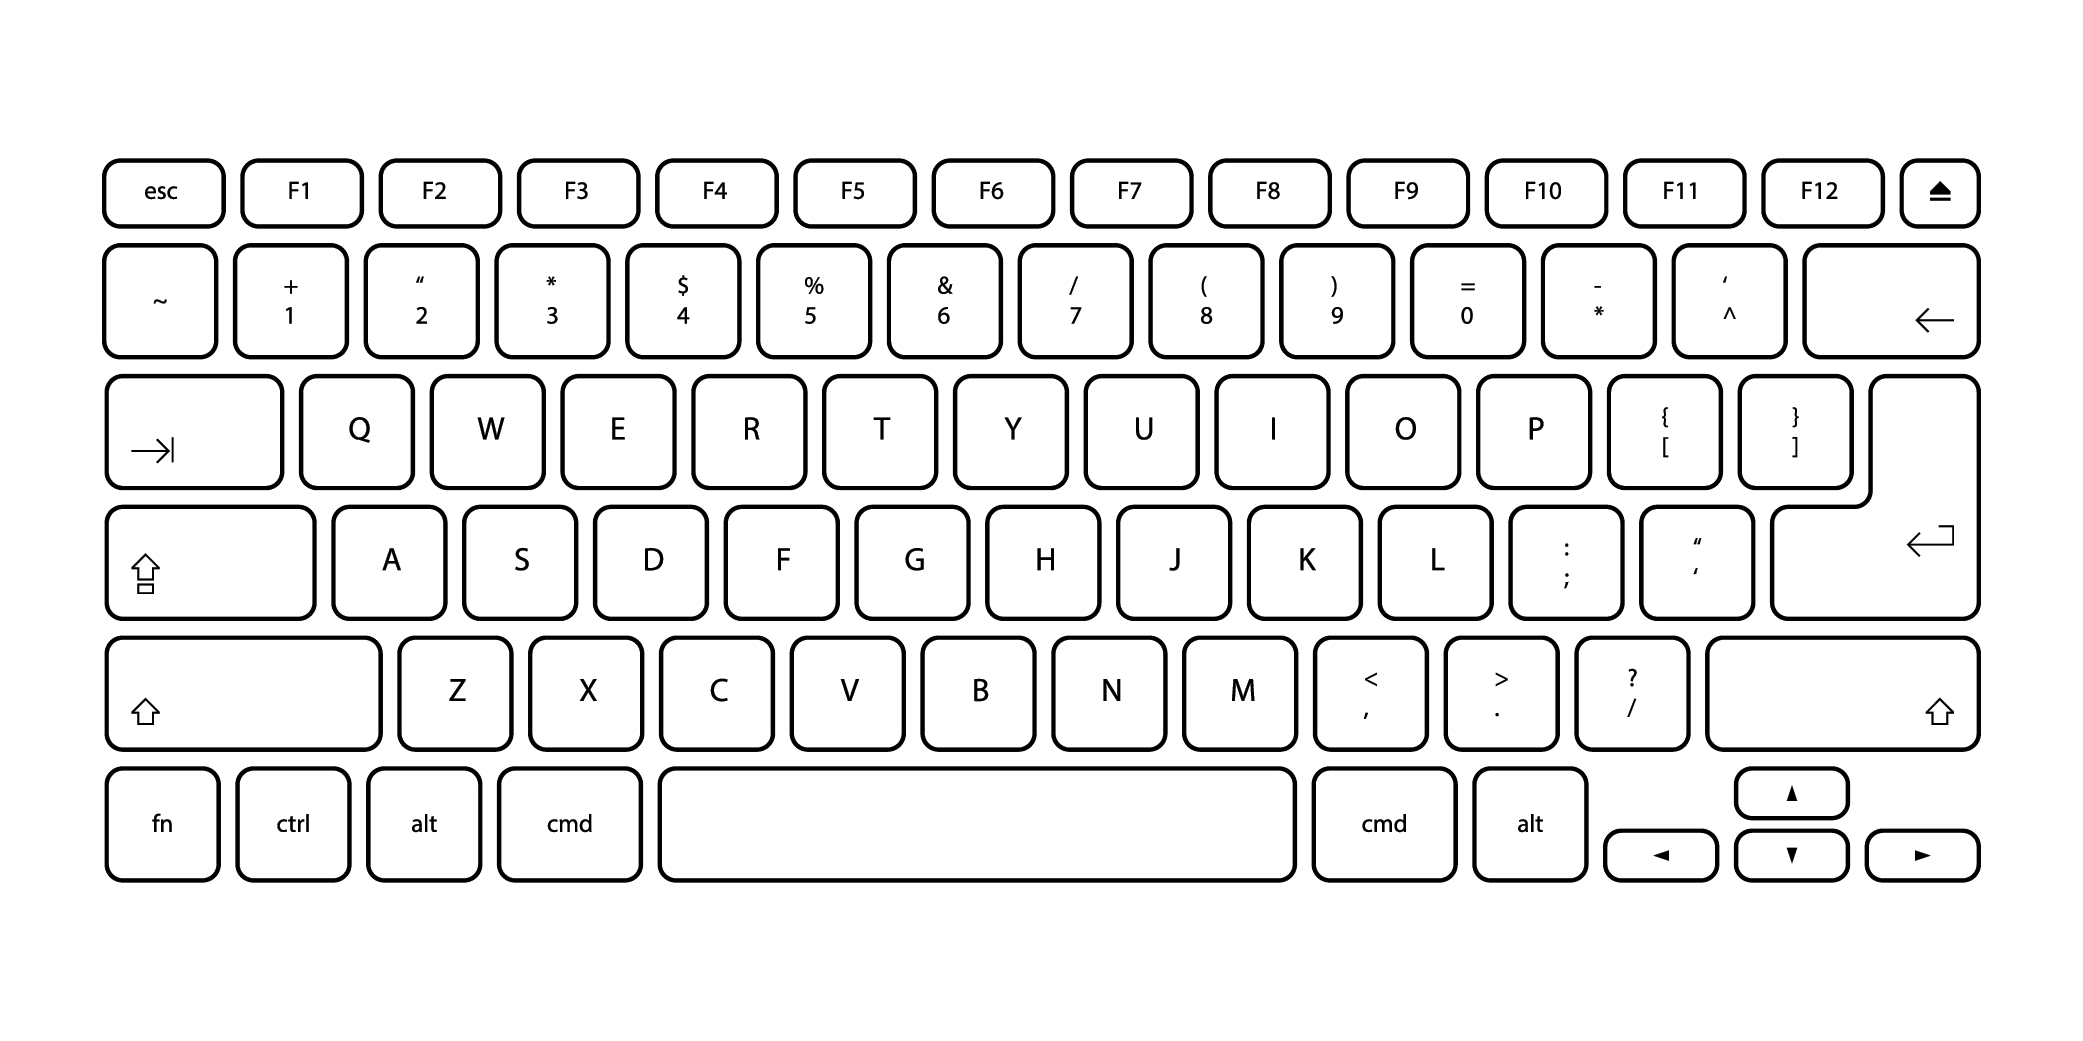 esc F1 F2 F3 F4 F5 F6 F7 F8 F9 F10 F11 F12
+ “ * $ % & / ( ) = - ‘
~ 1 2 3 4 5 6 7 8 9 0 * ^
Q W E R T Y U I O P { }
[ ]
A S D F G H J K L : “
; ‘
Z X C V B N M < > ?
, . /
fn ctrl alt cmd cmd alt